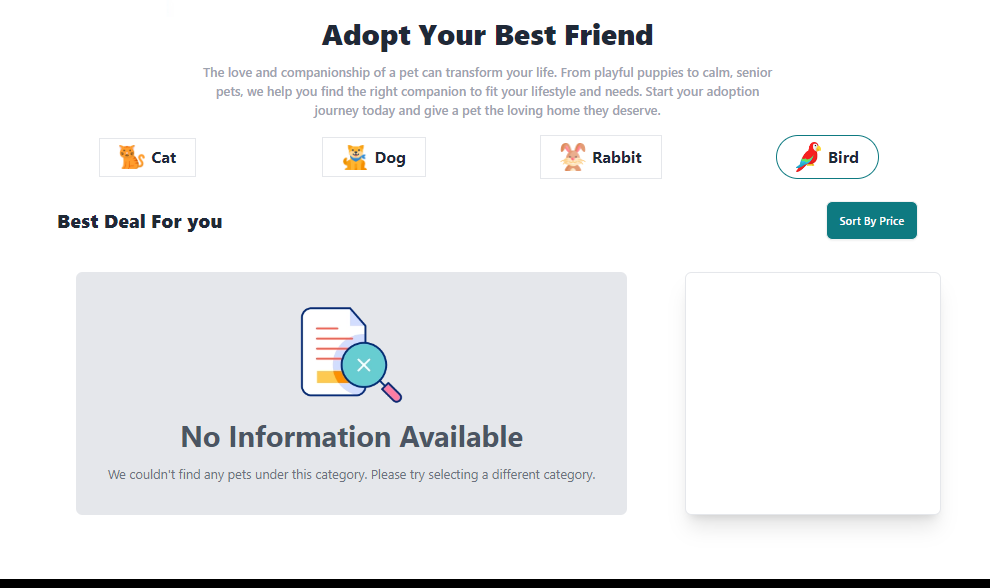 Adopt Your Best Friend
The love and companionship of a pet can transform your life. From playful puppies to calm, senior
pets, we help you find the right companion to fit your lifestyle and needs. Start your adoption
journey today and give a pet the loving home they deserve.
Cat
Dog
Rabbit
Bird
Best Deal For you
Sort By Price
No Information Available
We couldn't find any pets under this category. Please try selecting a different category.